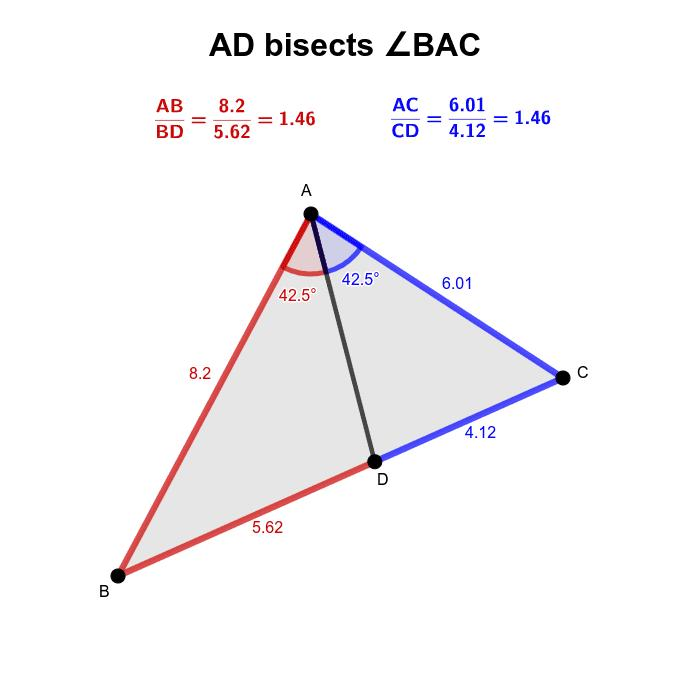 AD bisects ∠BAC
AB/BD = 8.2/5.62 = 1.46
AC/CD = 6.01/4.12 = 1.46
A
42.5°
42.5°
6.01
8.2
C
4.12
D
5.62
B